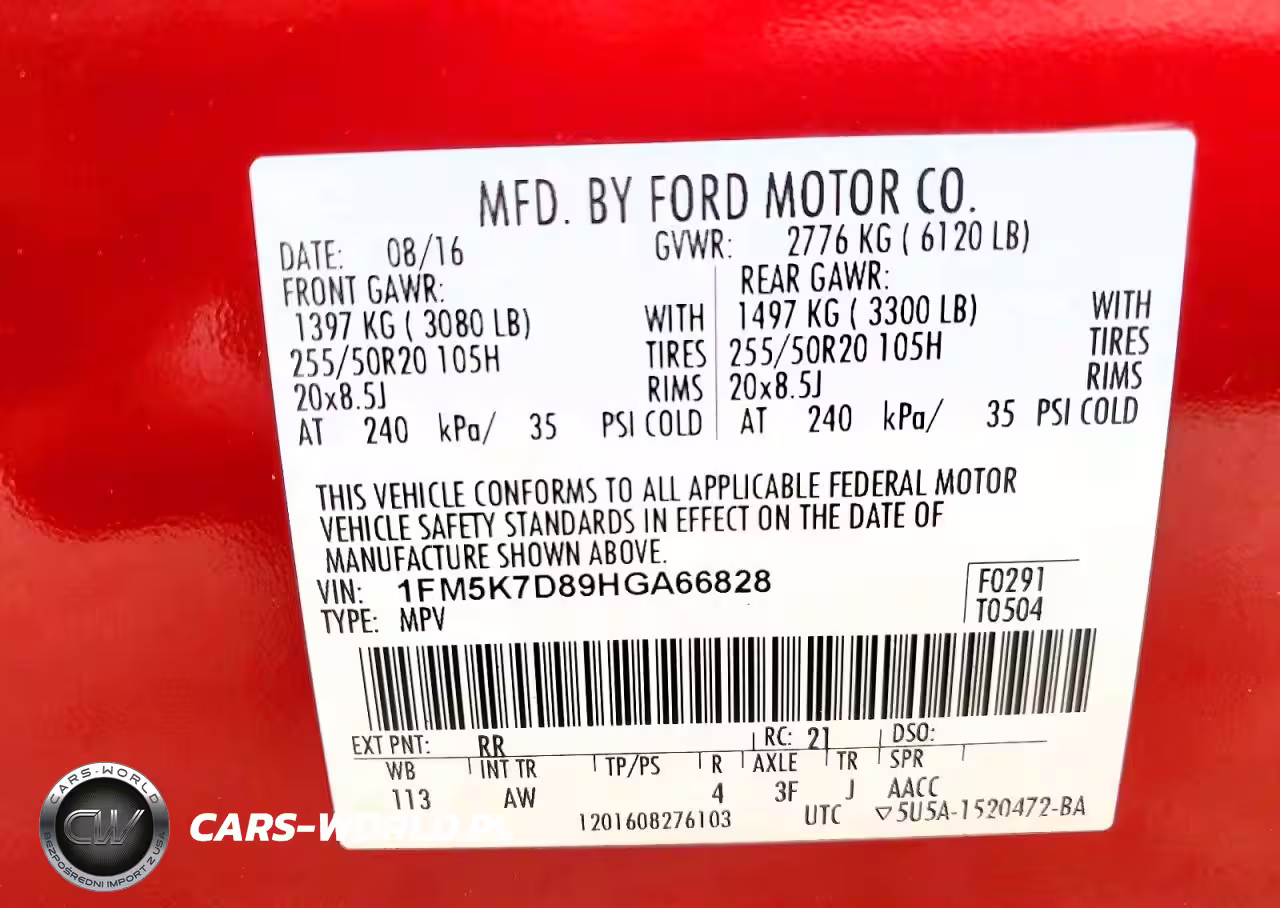 MFD. BY FORD MOTOR CO.
DATE: 08/16 GVWR: 2776 KG ( 6120 LB)
FRONT GAWR: REAR GAWR:
1397 KG ( 3080 LB) WITH 1497 KG ( 3300 LB) WITH
255/50R20 105H TIRES 255/50R20 105H TIRES
20x8.5J RIMS 20x8.5J RIMS
AT 240 kPa/ 35 PSI COLD AT 240 kPa/ 35 PSI COLD
THIS VEHICLE CONFORMS TO ALL APPLICABLE FEDERAL MOTOR
VEHICLE SAFETY STANDARDS IN EFFECT ON THE DATE OF
MANUFACTURE SHOWN ABOVE.
VIN: 1FM5K7D89HGA66828 F0291
TYPE: MPV T0504
EXT PNT: RR RC: 21 DSO:
WB INT TR TP/PS R AXLE TR SPR
113 AW 4 3F J AACC
1201608276103 UTC ▽5U5A-1520472-BA
CARS-WORLD
CW
BEZPOŚREDNI IMPORT Z USA
CARS-WORLD.PL